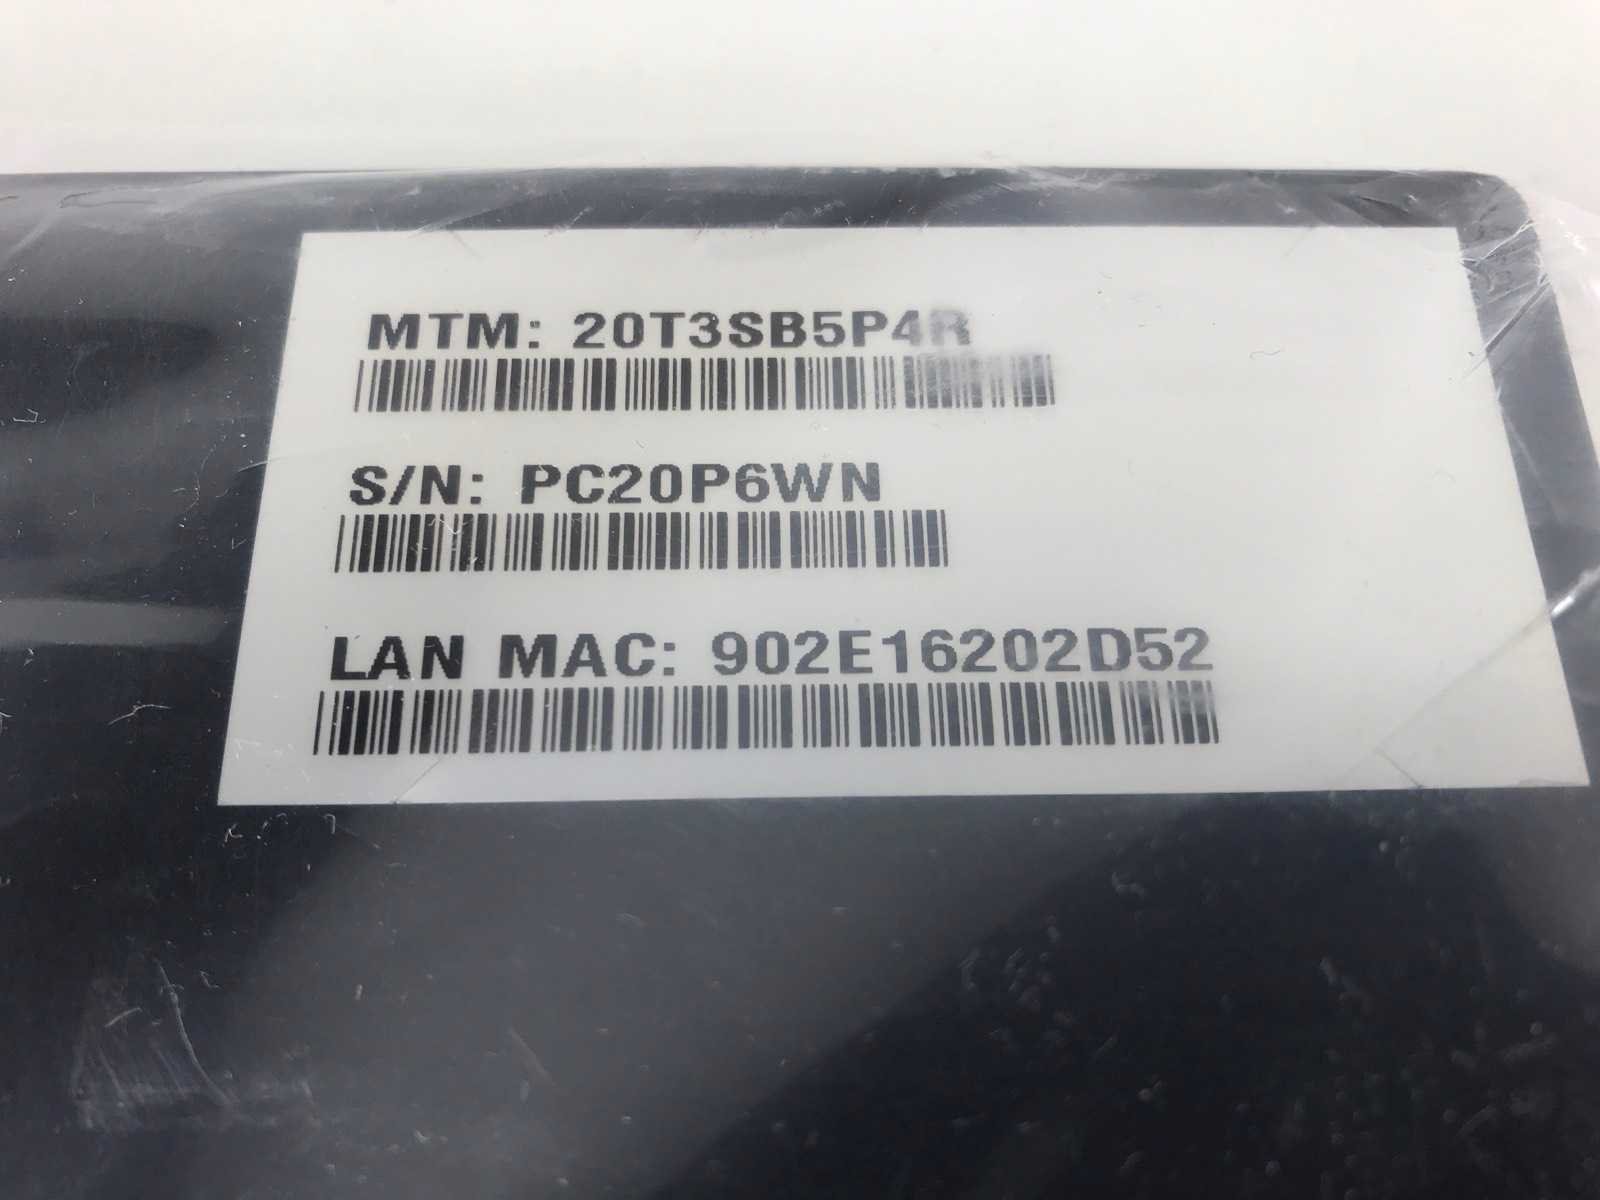 MTM: 20T3SB5P4R
S/N: PC20P6WN
LAN MAC: 902E16202D52